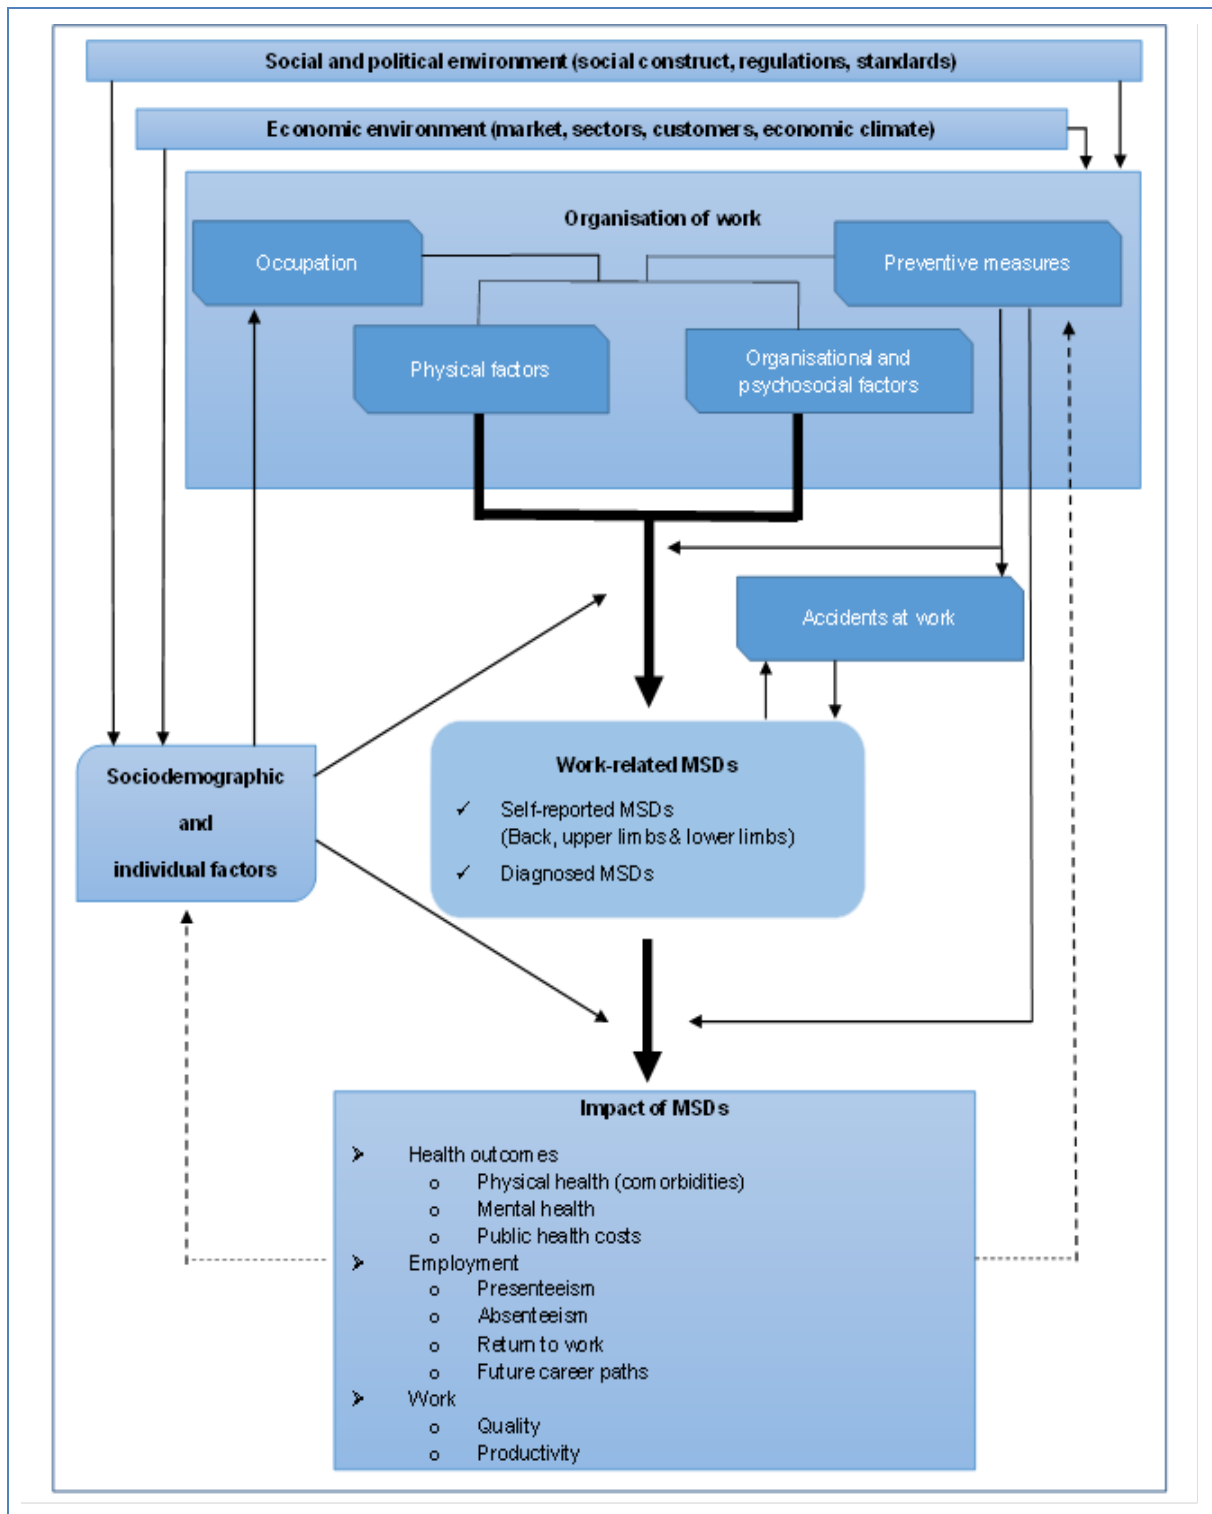 Social and political environment (social construct, regulations, standards)
Economic environment (market, sectors, customers, economic climate)
Organisation of work
Occupation
Preventive measures
Physical factors
Organisational and
psychosocial factors
Accidents at work
Sociodemographic
and
individual factors
Work-related MSDs
✓ Self-reported MSDs
(Back, upper limbs & lower limbs)
✓ Diagnosed MSDs
Impact of MSDs
➢ Health outcomes
o Physical health (comorbidities)
o Mental health
o Public health costs
➢ Employment
o Presenteeism
o Absenteeism
o Return to work
o Future career paths
➢ Work
o Quality
o Productivity